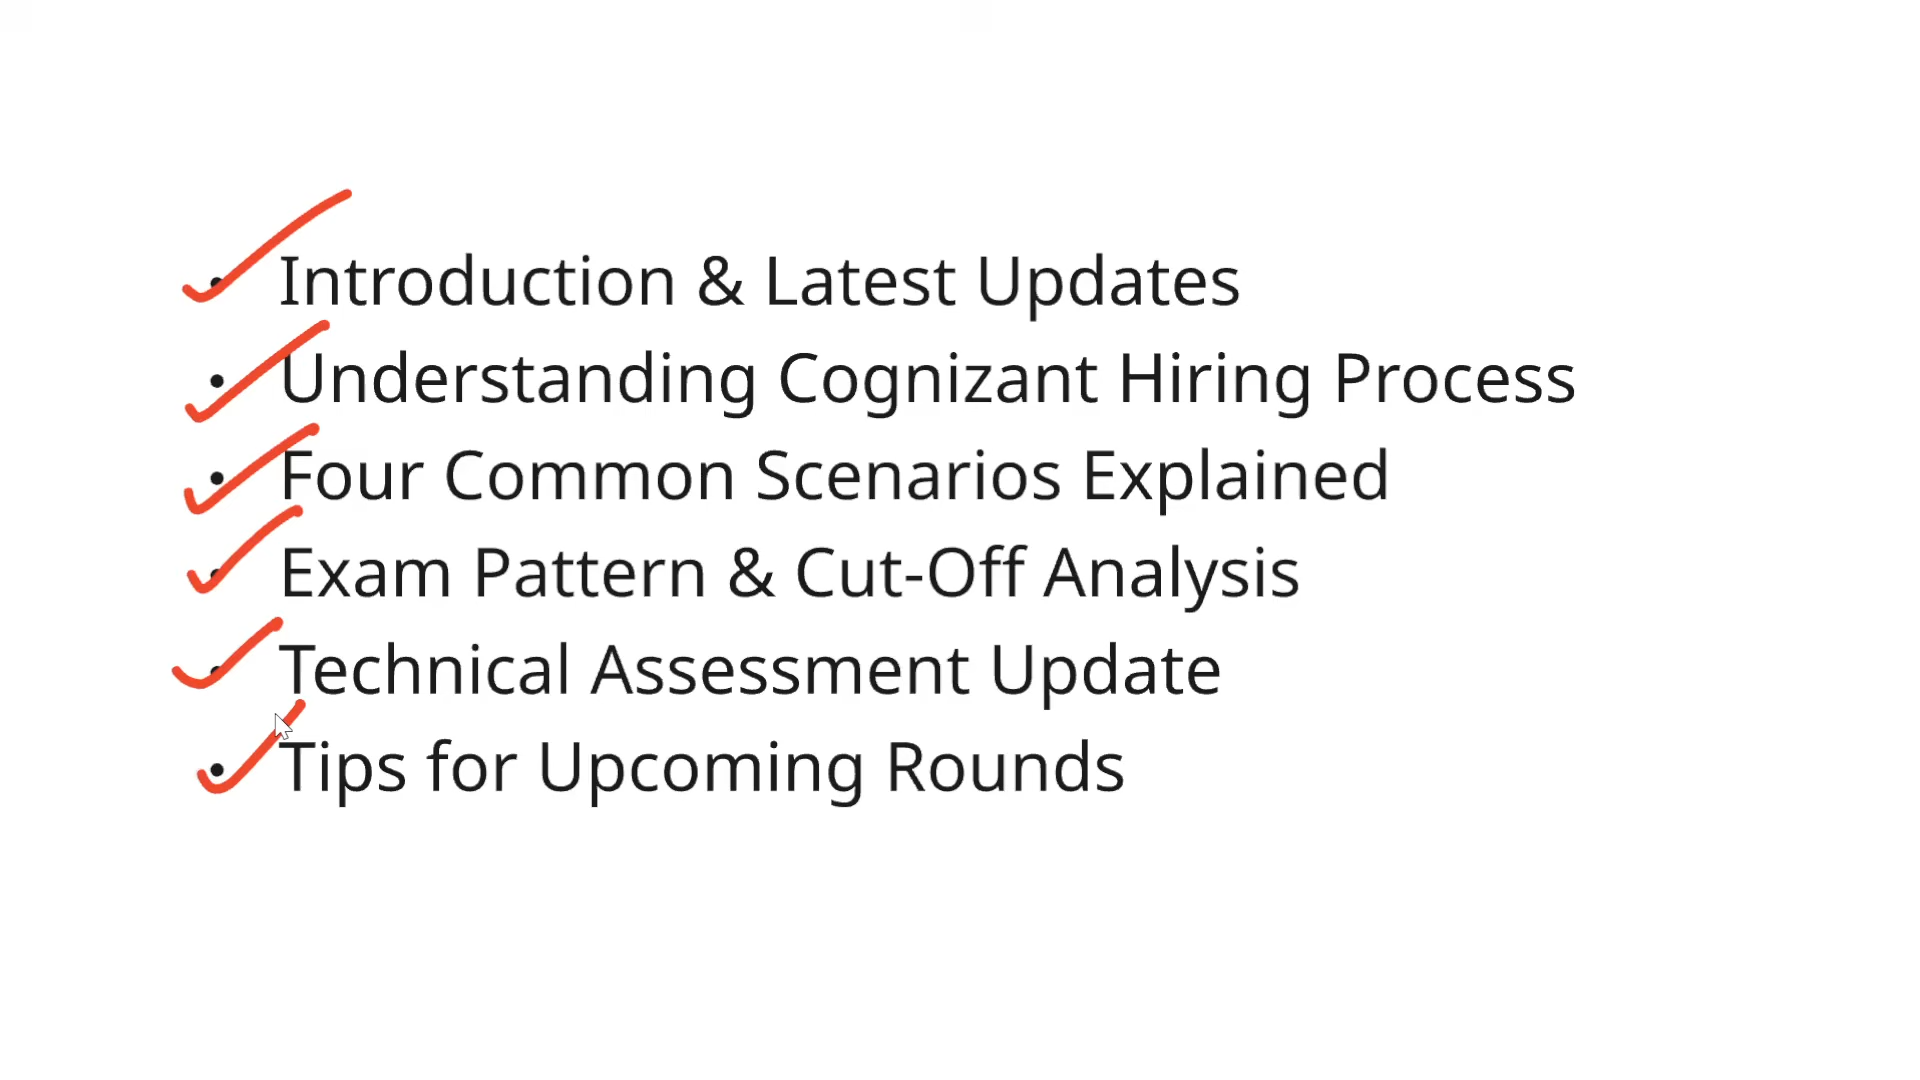 • Introduction & Latest Updates
• Understanding Cognizant Hiring Process
• Four Common Scenarios Explained
• Exam Pattern & Cut-Off Analysis
• Technical Assessment Update
• Tips for Upcoming Rounds